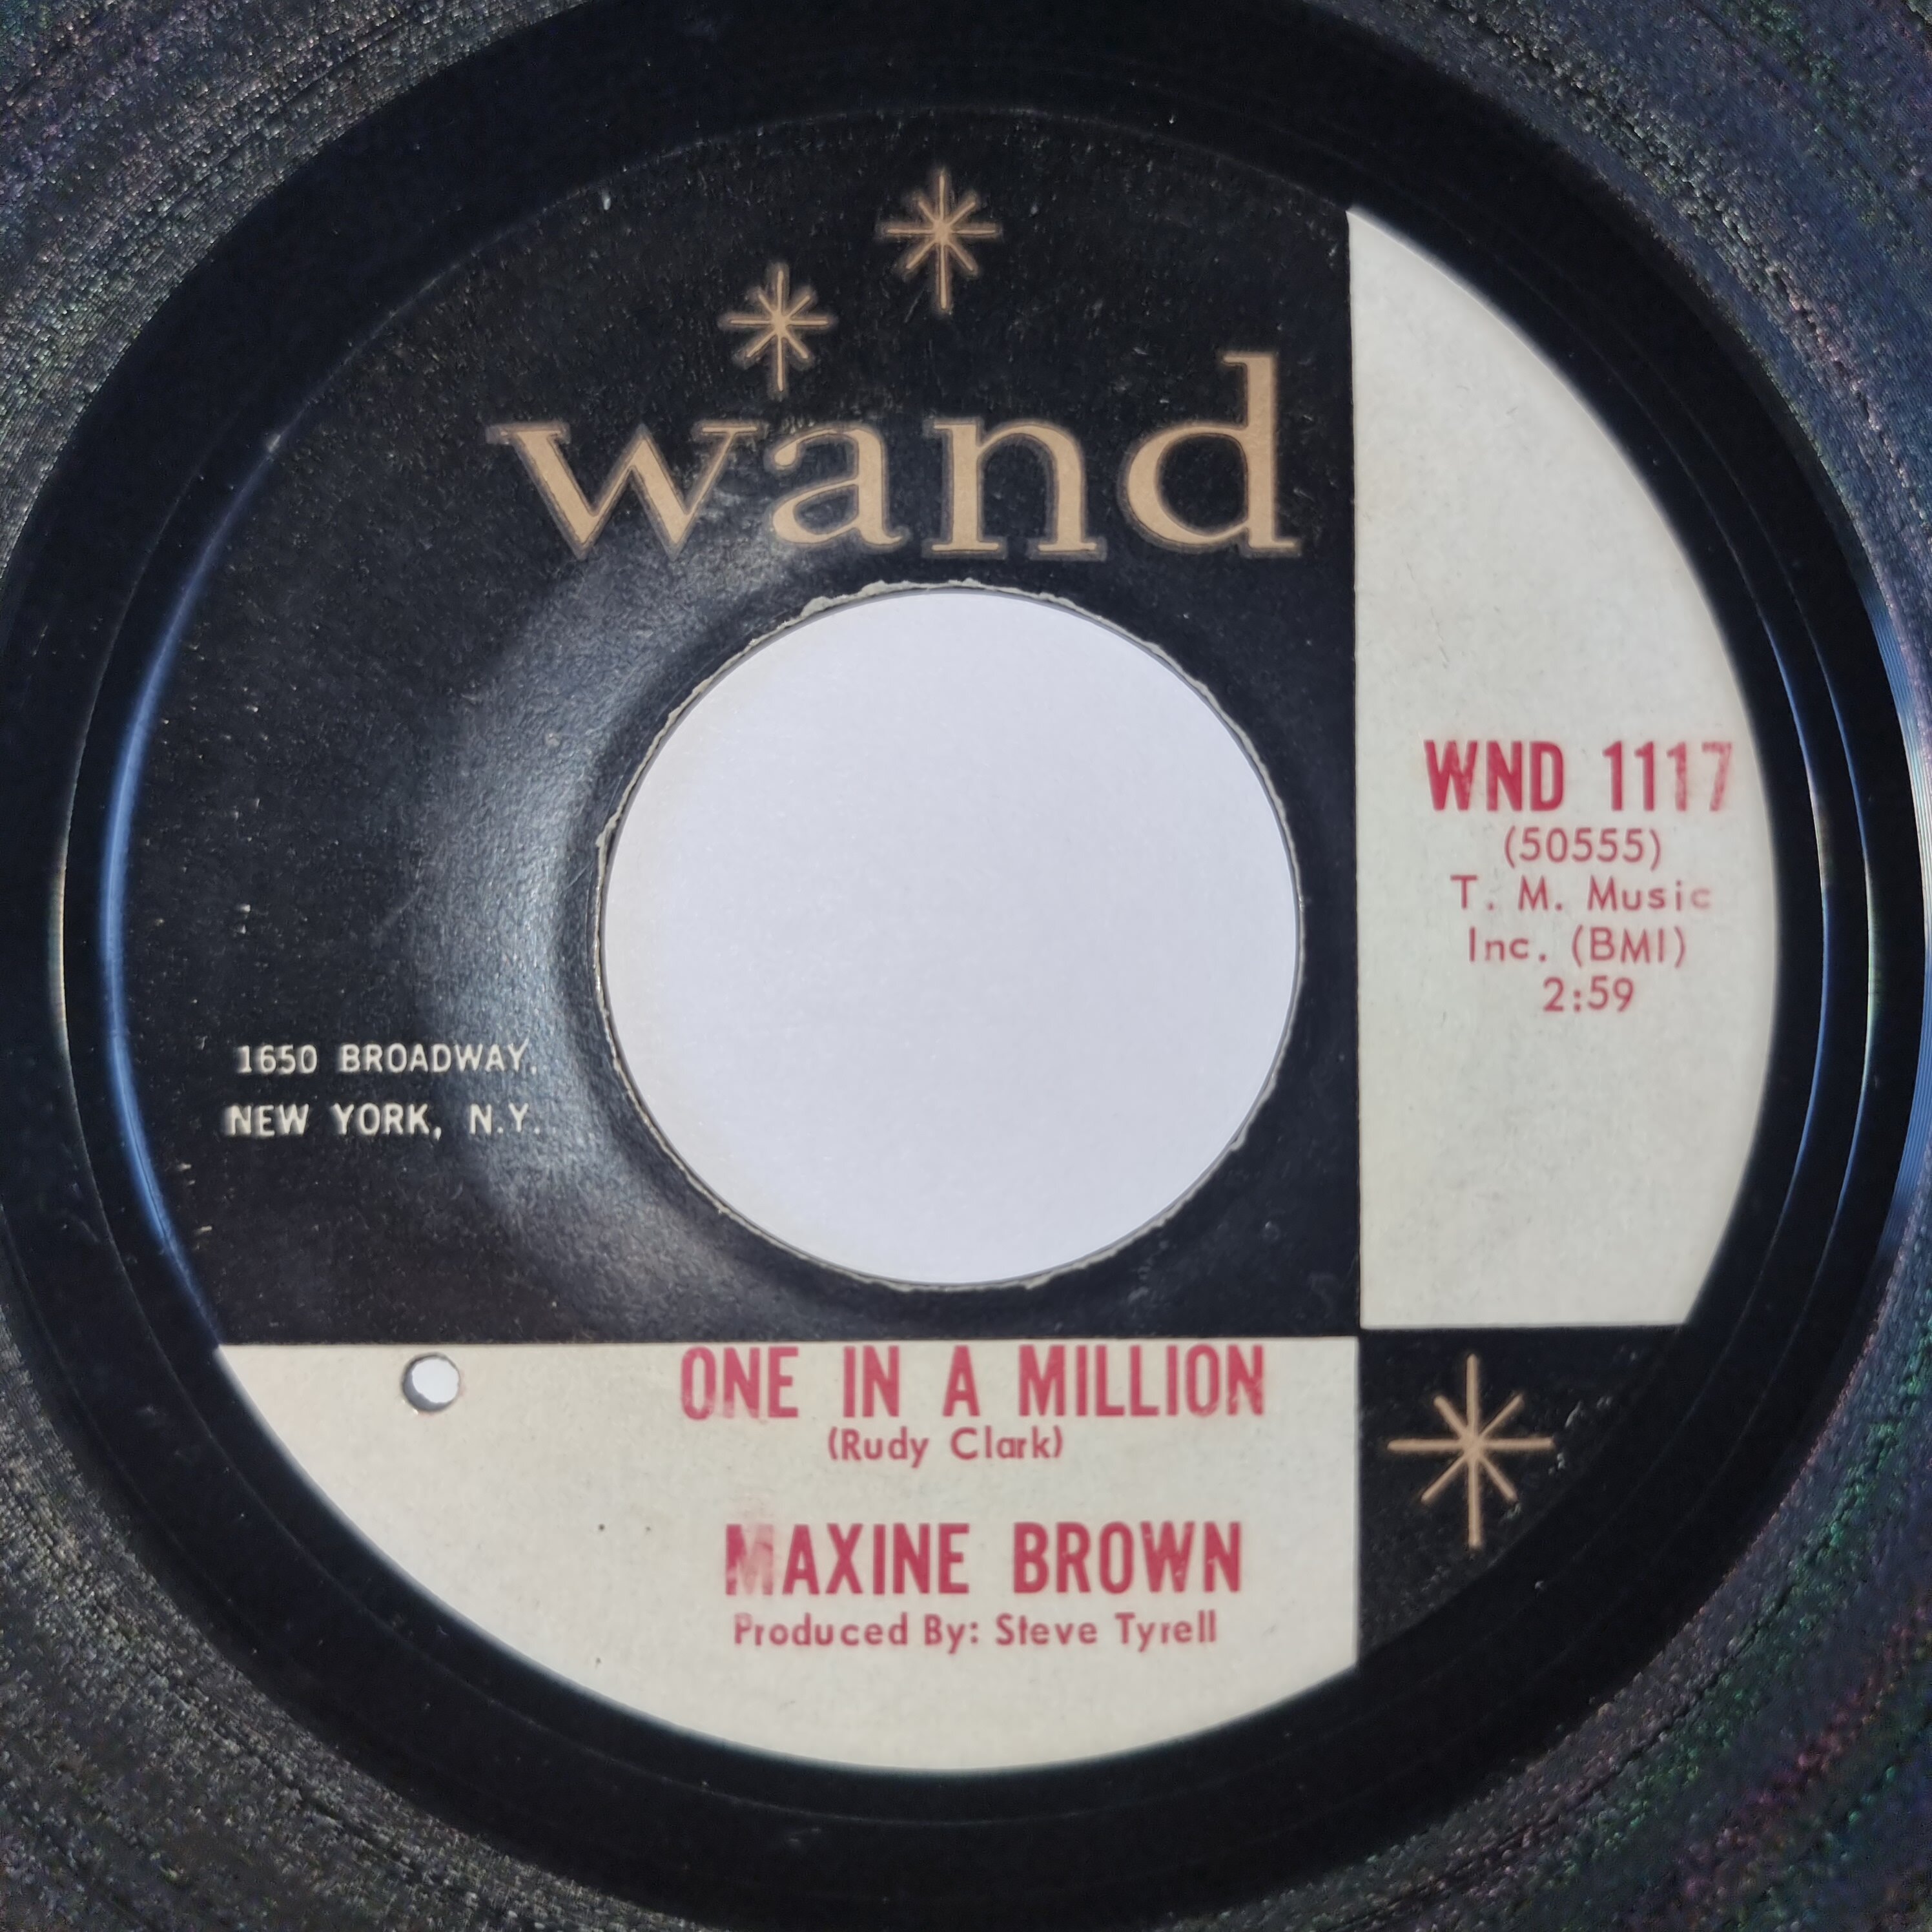 wand
WND 1117
(50555)
T. M. Music
Inc. (BMI)
2:59
1650 BROADWAY,
NEW YORK, N.Y.
ONE IN A MILLION
(Rudy Clark)
MAXINE BROWN
Produced By: Steve Tyrell